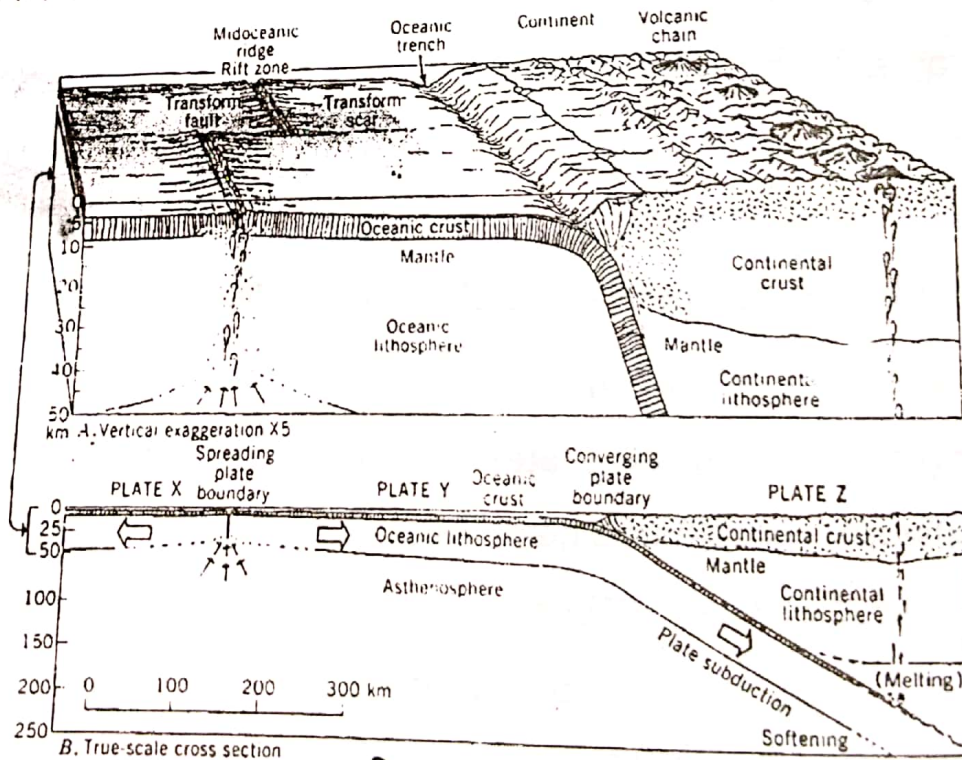 Midoceanic
ridge
Rift zone
Oceanic
trench
Continent
Volcanic
chain
Transform
fault
Transform
scar
0
5
10
20
30
40
50
km
Oceanic crust
Mantle
Oceanic
lithosphere
Continental
crust
Mantle
lithosphere
A. Vertical exaggeration X5
Spreading
plate
boundary
PLATE X
PLATE Y
Oceanic
crust
Converging
plate
boundary
PLATE Z
0
25
50
100
150
200
250
Oceanic lithosphere
Continental crust
Mantle
Asthenosphere
Continental
lithosphere
Plate subduction
(Melting)
Softening
0 100 200 300 km
B. True-scale cross section